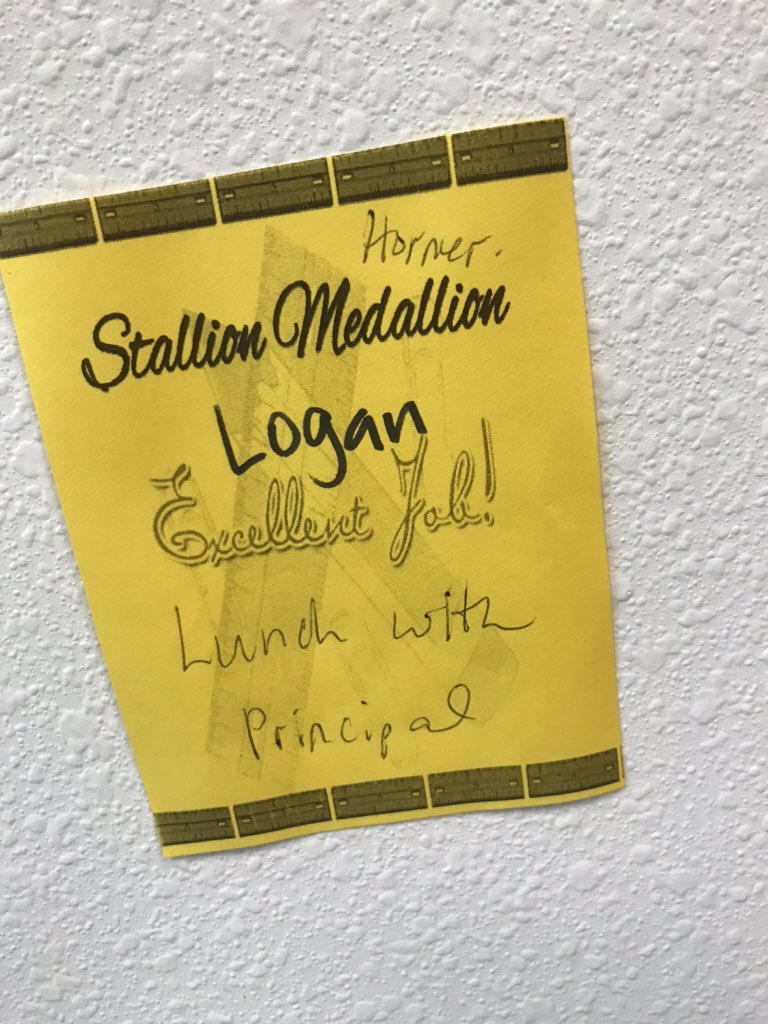 Horner.
Stallion Medallion
Logan
Excellent Job!
Lunch with
Principal